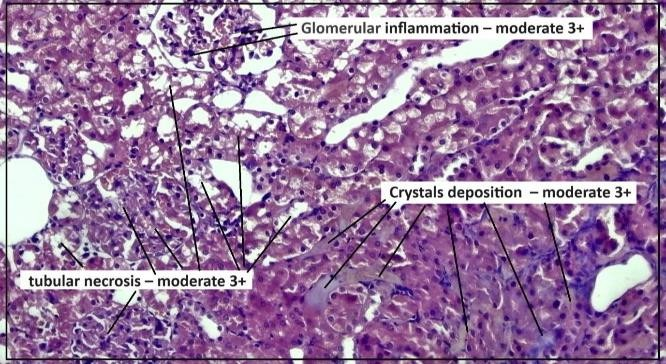 Glomerular inflammation – moderate 3+
Crystals deposition – moderate 3+
tubular necrosis – moderate 3+